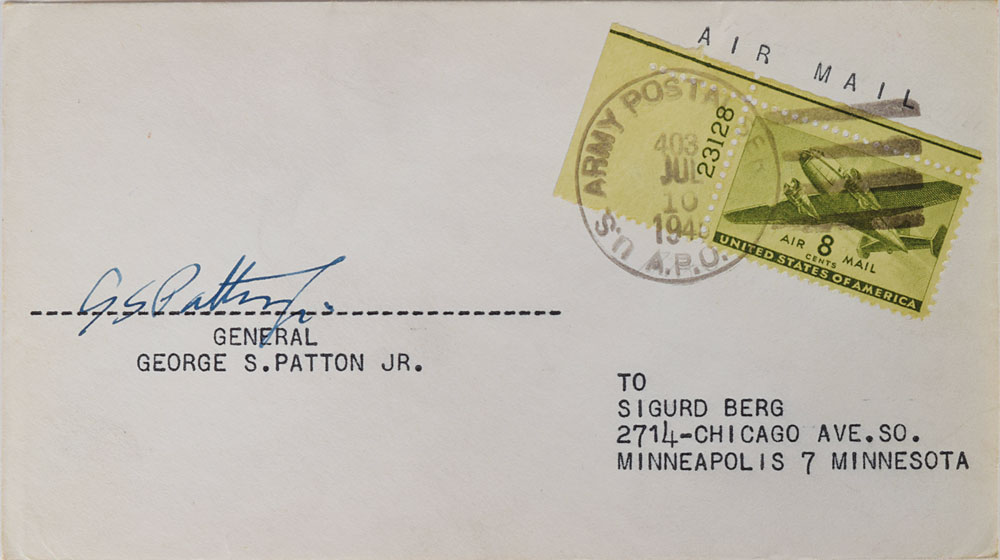 AIR MAIL
23128
ARMY POSTAL
403
JUL
10
U.S. A.P.O.
AIR 8 MAIL
CENTS
UNITED STATES OF AMERICA
G S Patton Jr
------------------------------------------
GENERAL
GEORGE S.PATTON JR.
TO
SIGURD BERG
2714-CHICAGO AVE.SO.
MINNEAPOLIS 7 MINNESOTA